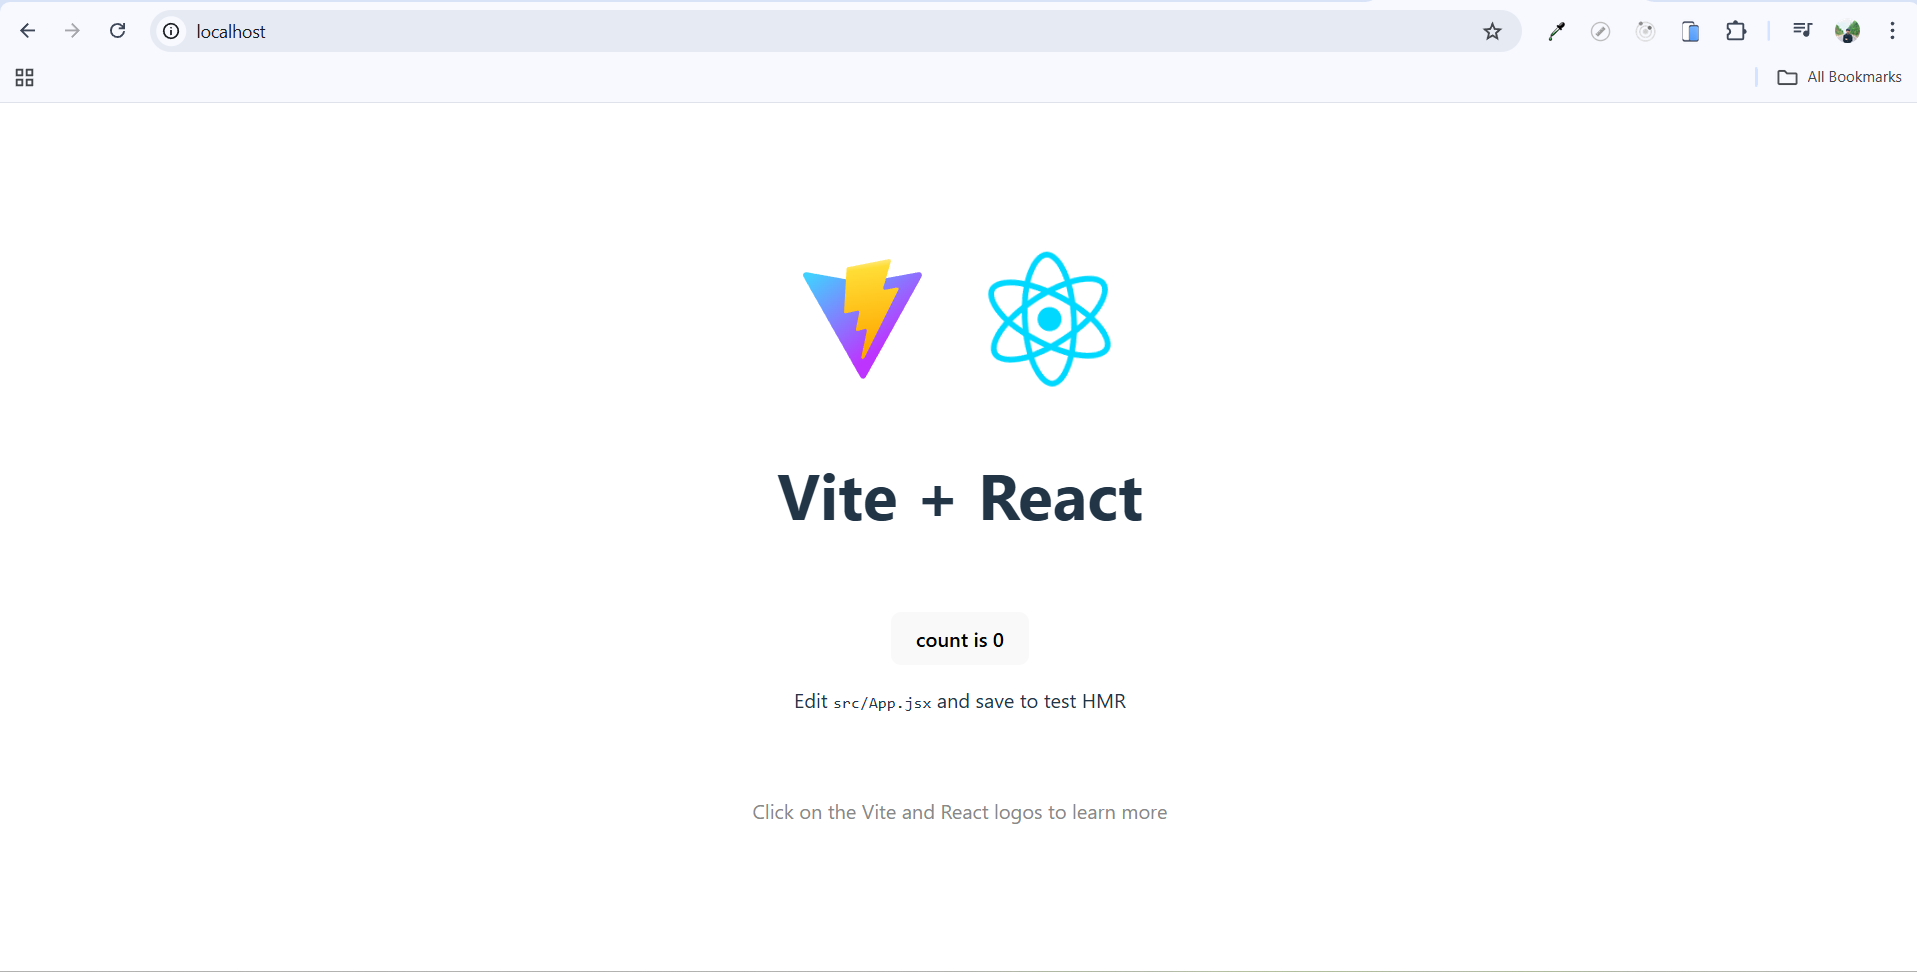 localhost
All Bookmarks
Vite + React
count is 0
Edit src/App.jsx and save to test HMR
Click on the Vite and React logos to learn more